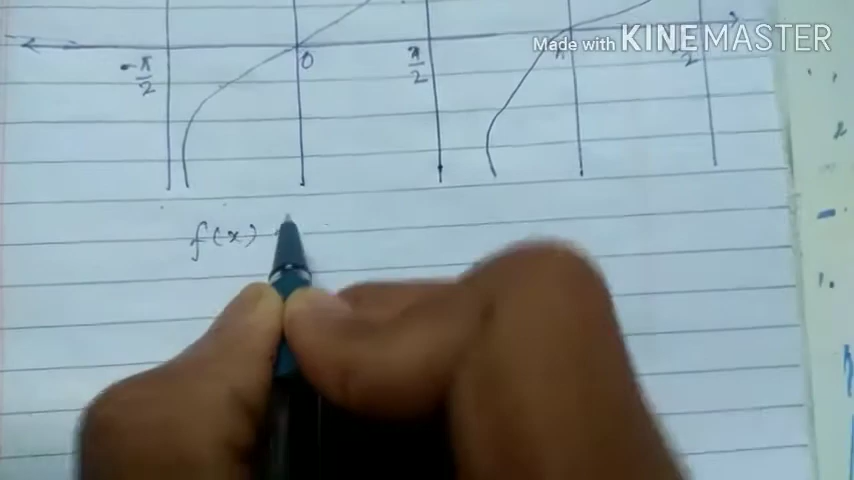 Made with KINEMASTER
-π/2 0 π/2 π
f(x)